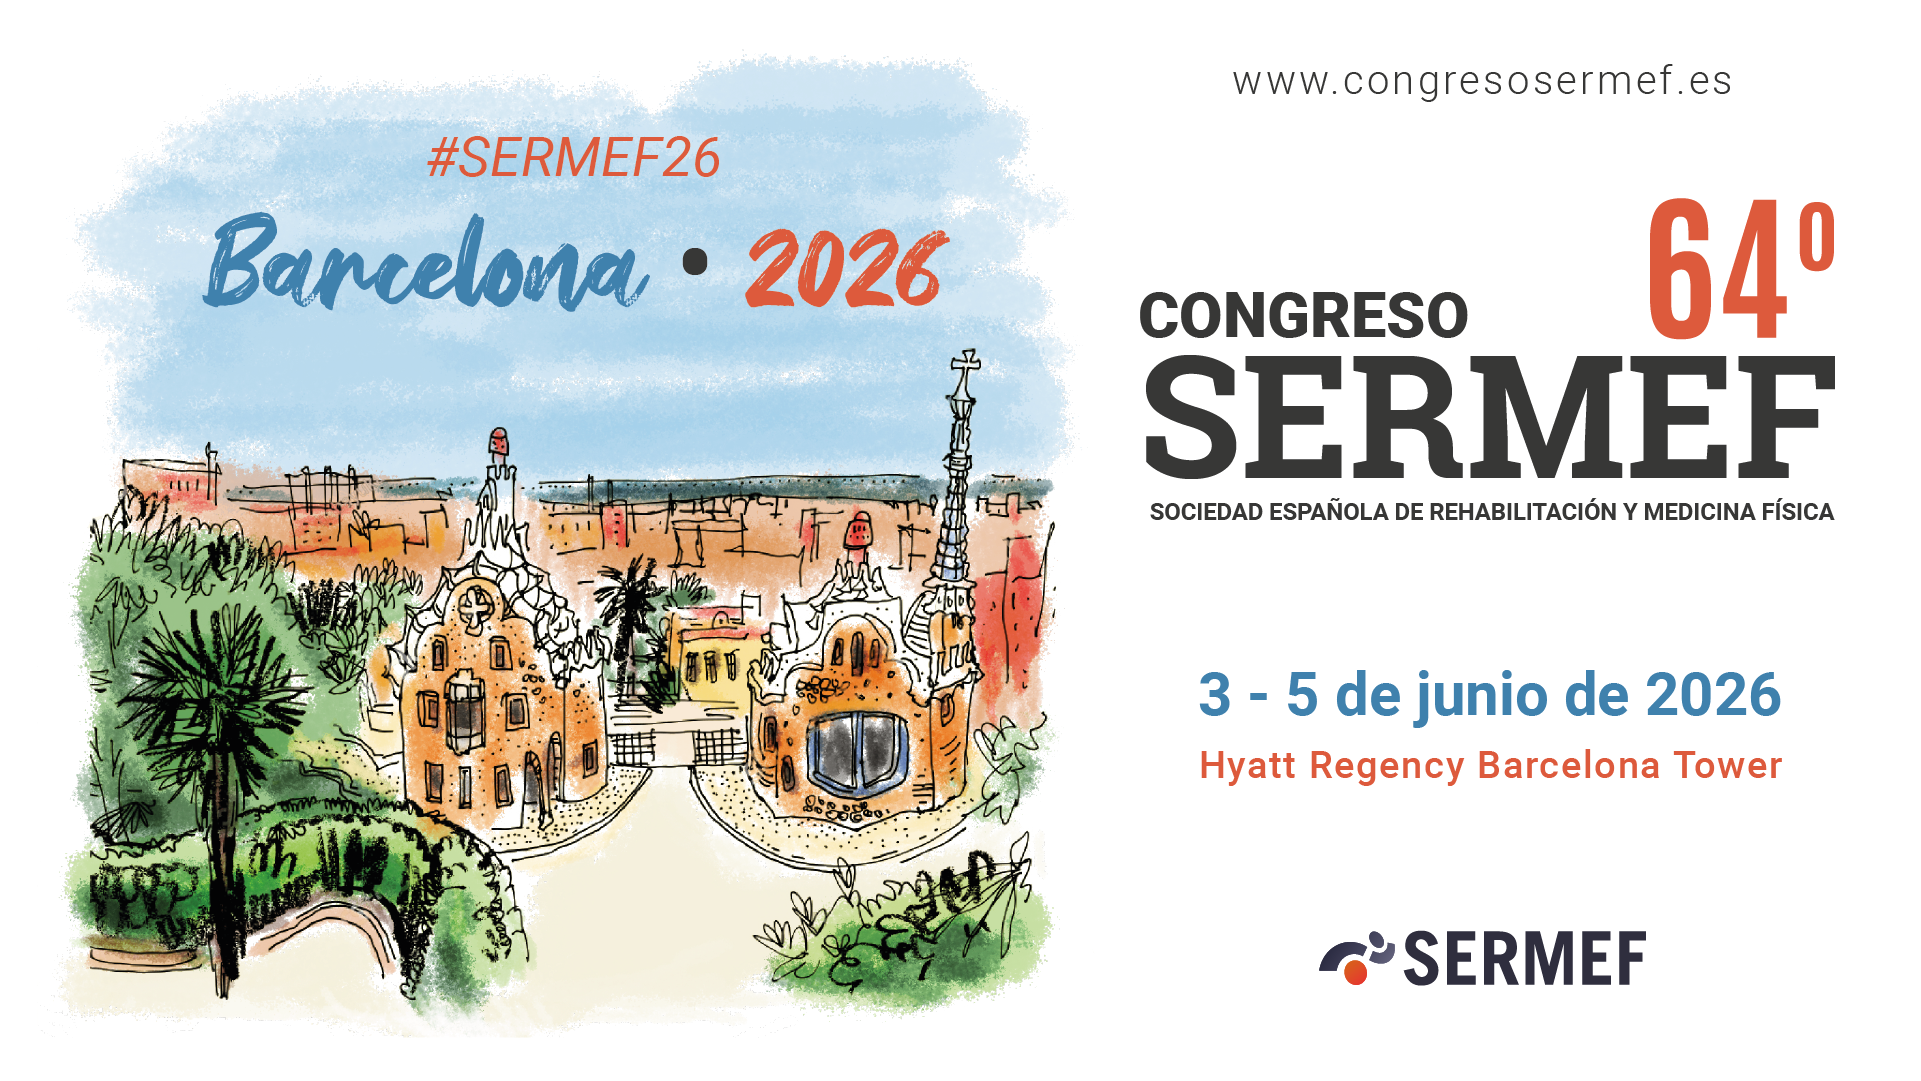 #SERMEF26
Barcelona • 2026
www.congresosermef.es
64º
CONGRESO
SERMEF
SOCIEDAD ESPAÑOLA DE REHABILITACIÓN Y MEDICINA FÍSICA
3 - 5 de junio de 2026
Hyatt Regency Barcelona Tower
SERMEF